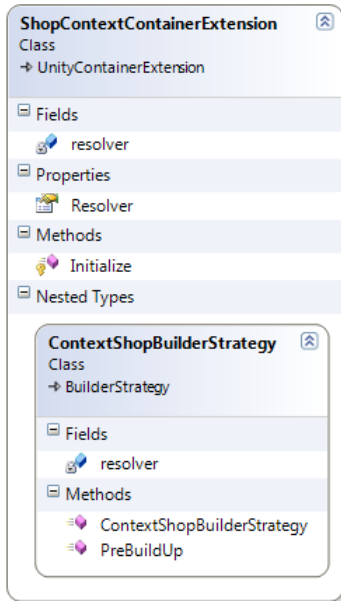 ShopContextContainerExtension
Class
UnityContainerExtension
Fields
resolver
Properties
Resolver
Methods
Initialize
Nested Types
ContextShopBuilderStrategy
Class
BuilderStrategy
Fields
resolver
Methods
ContextShopBuilderStrategy
PreBuildUp